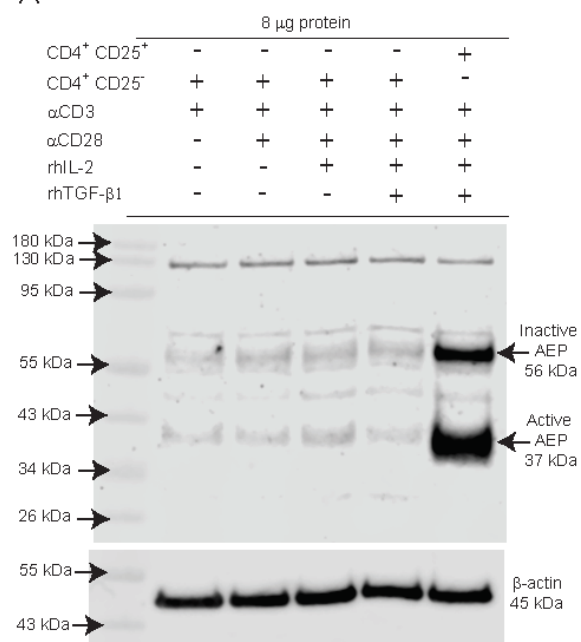 A
8 µg protein
CD4+ CD25+ - - - - +
CD4+ CD25- + + + + -
αCD3 + + + + +
αCD28 - + + + +
rhIL-2 - - + + +
rhTGF-β1 - - - + +
180 kDa
130 kDa
95 kDa
55 kDa
43 kDa
34 kDa
26 kDa
Inactive
AEP
56 kDa
Active
AEP
37 kDa
55 kDa
43 kDa
β-actin
45 kDa